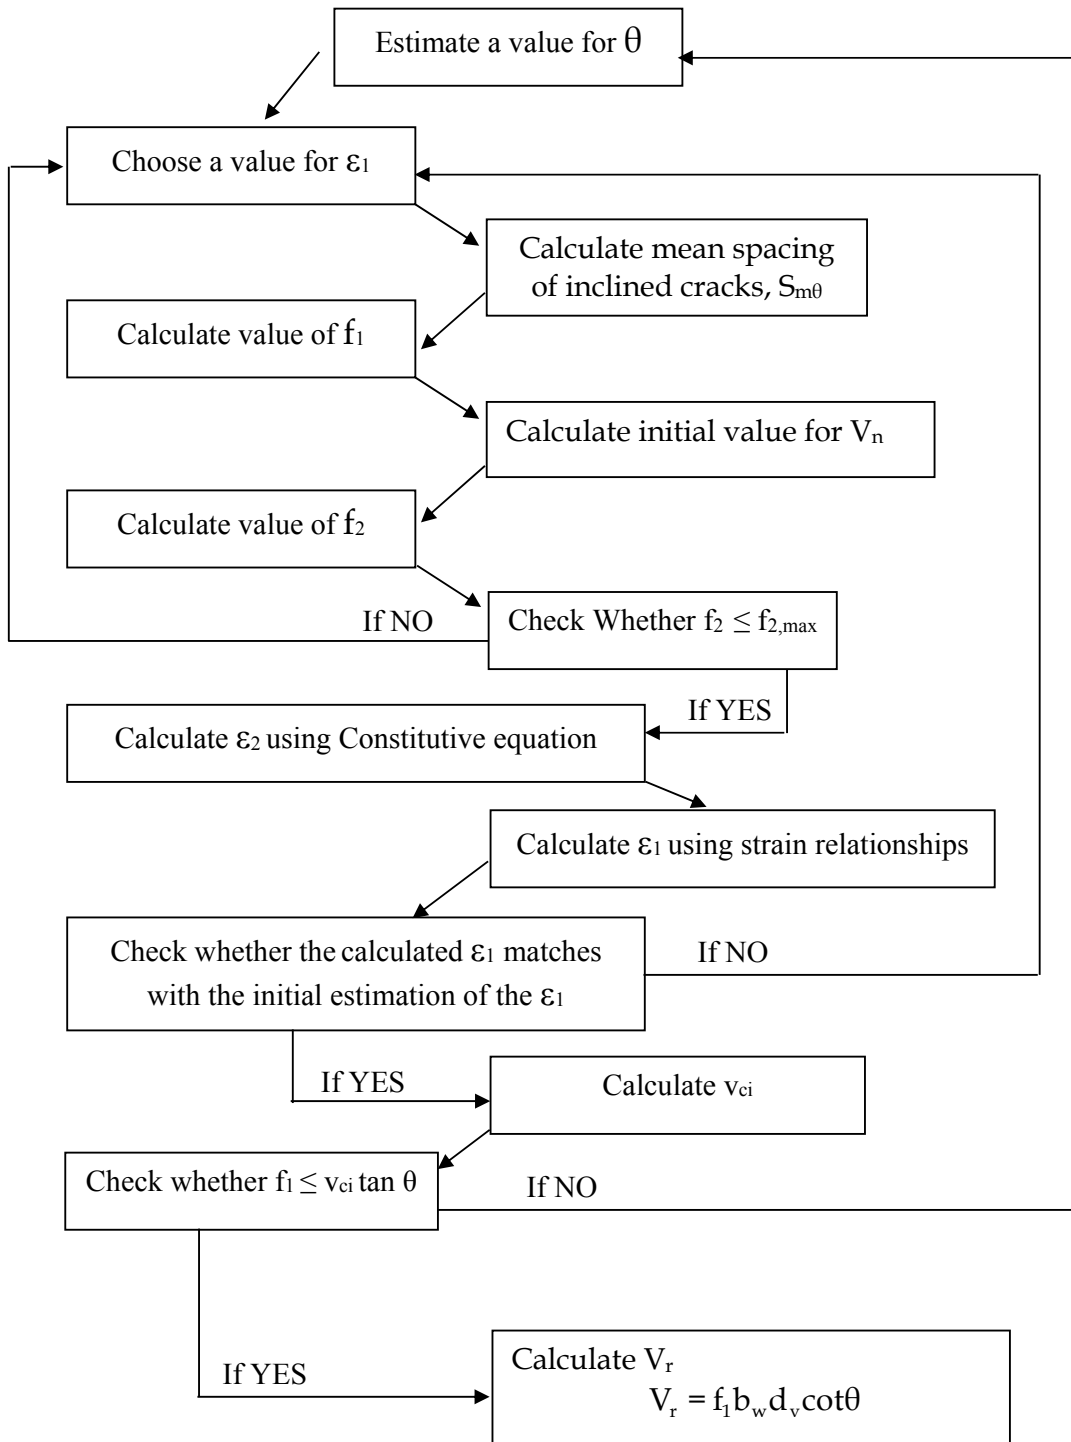 Estimate a value for θ
Choose a value for ε₁
Calculate mean spacing
of inclined cracks, Sₘθ
Calculate value of f₁
Calculate initial value for Vₙ
Calculate value of f₂
If NO
Check Whether f₂ ≤ f₂,ₘₐₓ
If YES
Calculate ε₂ using Constitutive equation
Calculate ε₁ using strain relationships
Check whether the calculated ε₁ matches
with the initial estimation of the ε₁
If NO
If YES
Calculate v_ci
Check whether f₁ ≤ v_ci tan θ
If NO
If YES
Calculate Vᵣ
Vᵣ = f₁b_wd_vcotθ